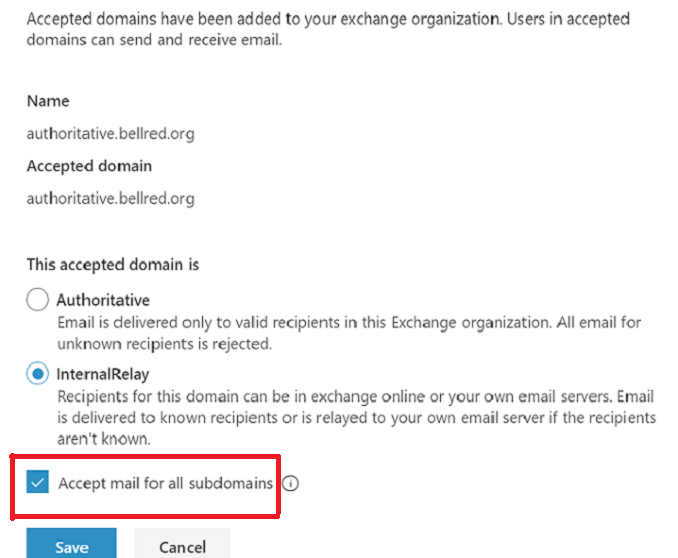 Accepted domains have been added to your exchange organization. Users in accepted
domains can send and receive email.
Name
authoritative.bellred.org
Accepted domain
authoritative.bellred.org
This accepted domain is
Authoritative
Email is delivered only to valid recipients in this Exchange organization. All email for
unknown recipients is rejected.
InternalRelay
Recipients for this domain can be in exchange online or your own email servers. Email
is delivered to known recipients or is relayed to your own email server if the recipients
aren't known.
Accept mail for all subdomains
Save Cancel